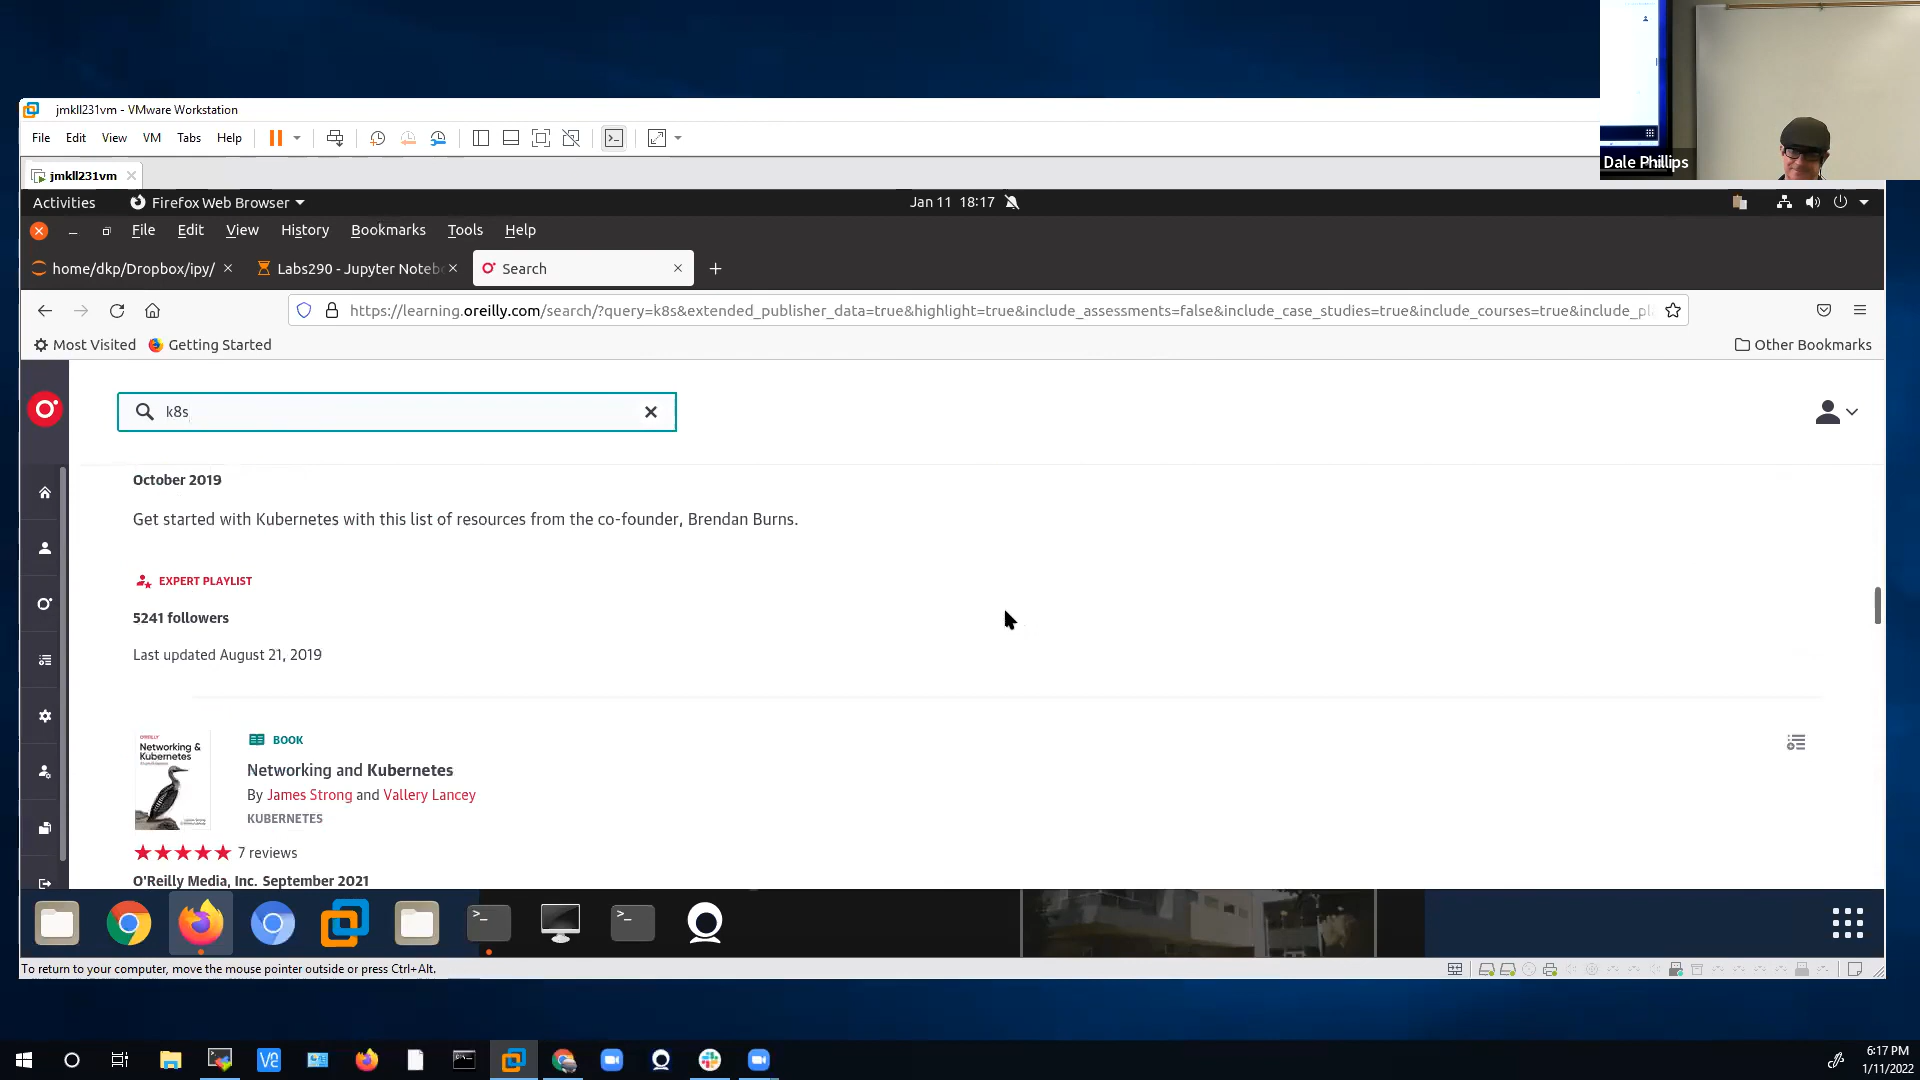 jmkll231vm - VMware Workstation
File Edit View VM Tabs Help
Dale Phillips
jmkll231vm
Activities Firefox Web Browser Jan 11 18:17
File Edit View History Bookmarks Tools Help
home/dkp/Dropbox/ipy/ Labs290 - Jupyter Noteb Search
https://learning.oreilly.com/search/?query=k8s&extended_publisher_data=true&highlight=true&include_assessments=false&include_case_studies=true&include_courses=true&include_pl
Most Visited Getting Started Other Bookmarks
k8s
October 2019
Get started with Kubernetes with this list of resources from the co-founder, Brendan Burns.
EXPERT PLAYLIST
5241 followers
Last updated August 21, 2019
O'REILLY
Networking &
Kubernetes
BOOK
Networking and Kubernetes
By James Strong and Vallery Lancey
KUBERNETES
7 reviews
O'Reilly Media, Inc. September 2021
To return to your computer, move the mouse pointer outside or press Ctrl+Alt.
6:17 PM
1/11/2022